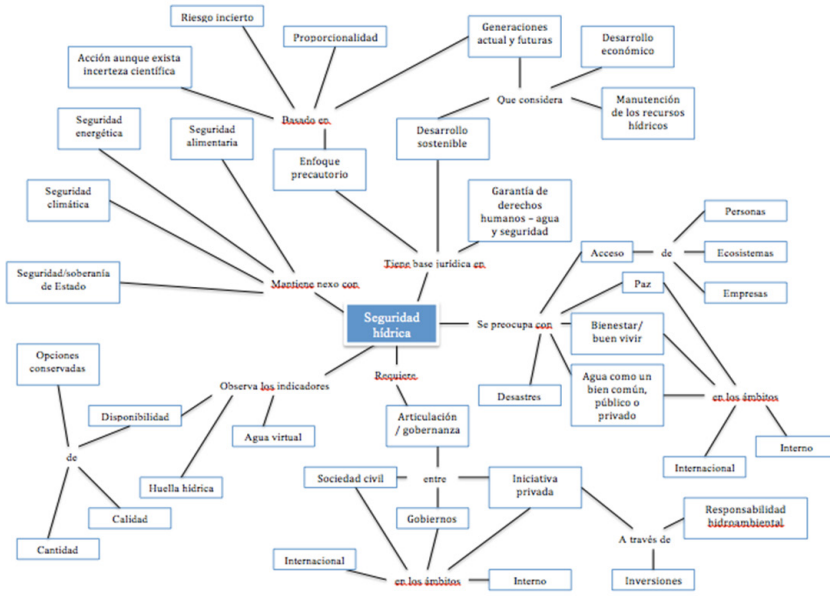 Riesgo incierto
Proporcionalidad
Generaciones
actual y futuras
Desarrollo
económico
Acción aunque exista
incerteza científica
Basado en
Que considera
Manutención
de los recursos
hídricos
Seguridad
energética
Seguridad
alimentaria
Desarrollo
sostenible
Enfoque
precautorio
Seguridad
climática
Garantía de
derechos
humanos – agua
y seguridad
Personas
Acceso
de
Ecosistemas
Seguridad/soberanía
de Estado
Mantiene nexo con
Tiene base jurídica en
Paz
Empresas
Seguridad
hídrica
Se preocupa con
Bienestar/
buen vivir
Opciones
conservadas
Observa los indicadores
Requiere
Desastres
Agua como un
bien común,
público o
privado
en los ámbitos
Disponibilidad
Agua virtual
Articulación
/ gobernanza
Interno
Internacional
de
Huella hídrica
Sociedad civil
entre
Iniciativa
privada
Calidad
Gobiernos
Responsabilidad
hidroambiental
Cantidad
A través de
Internacional
en los ámbitos
Interno
Inversiones